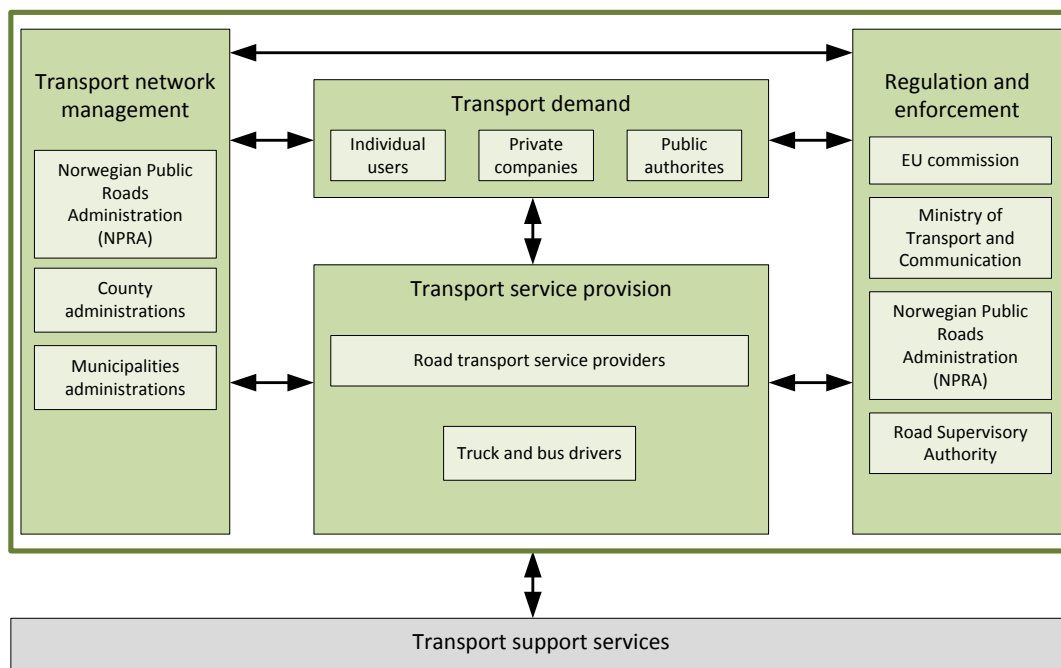 Transport network
management
Norwegian Public
Roads
Administration
(NPRA)
County
administrations
Municipalities
administrations
Transport demand
Individual
users
Private
companies
Public
authorites
Transport service provision
Road transport service providers
Truck and bus drivers
Regulation and
enforcement
EU commission
Ministry of
Transport and
Communication
Norwegian Public
Roads
Administration
(NPRA)
Road Supervisory
Authority
Transport support services